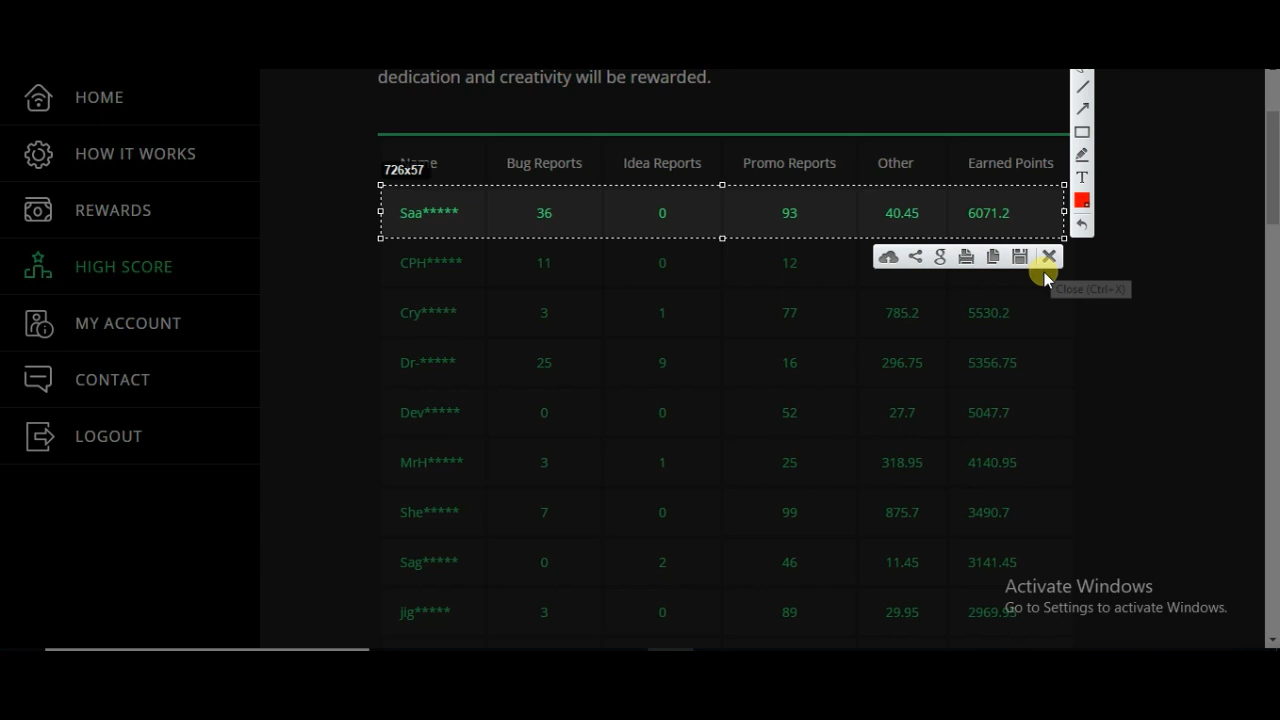 dedication and creativity will be rewarded.
HOME
HOW IT WORKS
REWARDS
HIGH SCORE
MY ACCOUNT
CONTACT
LOGOUT
726x57
Bug Reports Idea Reports Promo Reports Other Earned Points
Saa***** 36 0 93 40.45 6071.2
CPH***** 11 0 12
Close (Ctrl+X)
Cry***** 3 1 77 785.2 5530.2
Dr-***** 25 9 16 296.75 5356.75
Dev***** 0 0 52 27.7 5047.7
MrH***** 3 1 25 318.95 4140.95
She***** 7 0 99 875.7 3490.7
Sag***** 0 2 46 11.45 3141.45
jig***** 3 0 89 29.95
Activate Windows
Go to Settings to activate Windows.